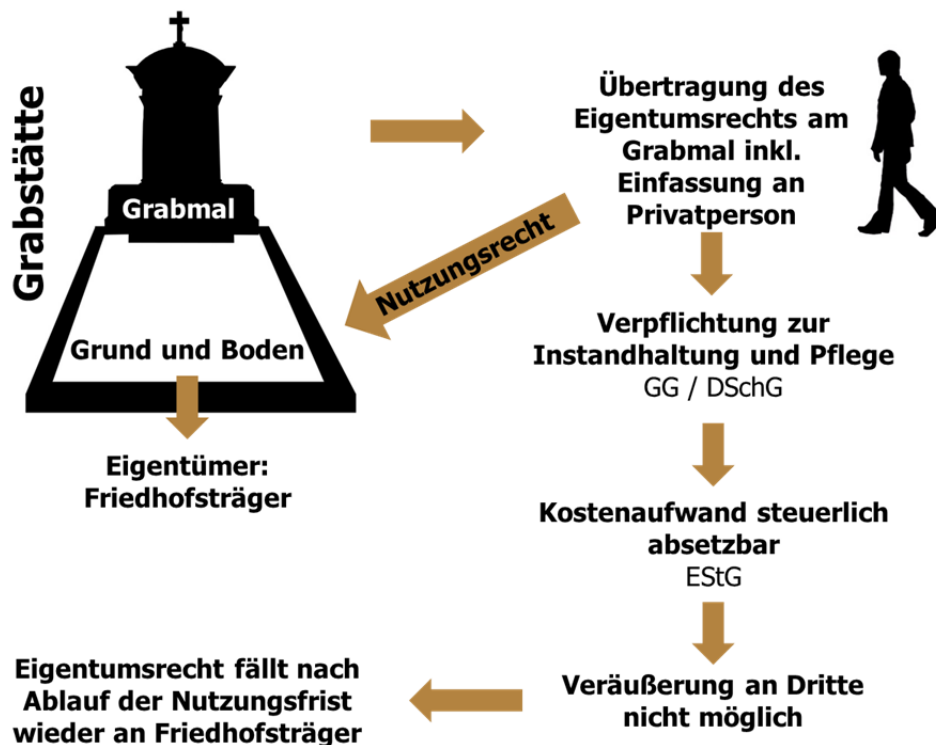 Grabstätte
Grabmal
Grund und Boden
Eigentümer:
Friedhofsträger
Übertragung des
Eigentumsrechts am
Grabmal inkl.
Einfassung an
Privatperson
Nutzungsrecht
Verpflichtung zur
Instandhaltung und Pflege
GG / DSchG
Kostenaufwand steuerlich
absetzbar
EStG
Veräußerung an Dritte
nicht möglich
Eigentumsrecht fällt nach
Ablauf der Nutzungsfrist
wieder an Friedhofsträger